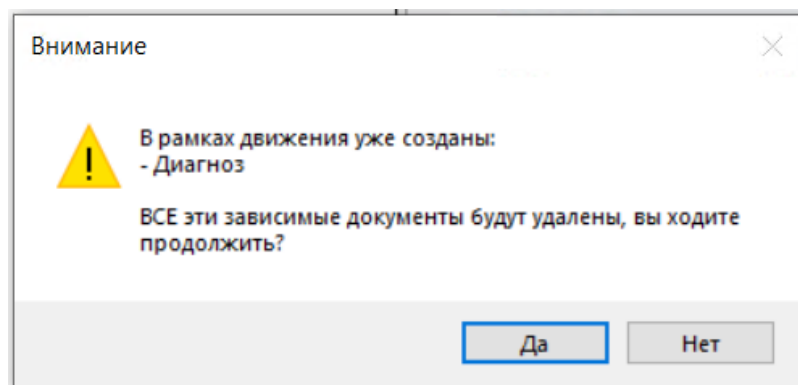 Внимание
В рамках движения уже созданы:
- Диагноз
ВСЕ эти зависимые документы будут удалены, вы ходите
продолжить?
Да
Нет